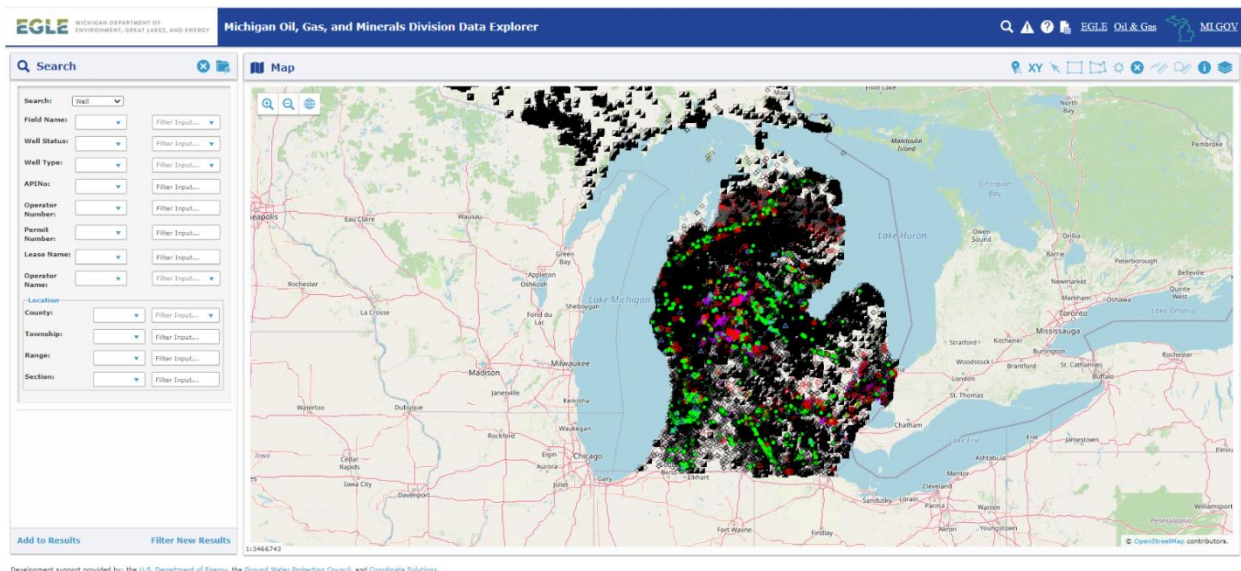 EGLE MICHIGAN DEPARTMENT OF
ENVIRONMENT, GREAT LAKES, AND ENERGY
Michigan Oil, Gas, and Minerals Division Data Explorer
EGLE Oil & Gas MI.GOV
Search
Map
XY
Search: Well
Field Name: Filter Input...
Well Status: Filter Input...
Well Type: Filter Input...
APINo: Filter Input...
Operator
Number: Filter Input...
Permit
Number: Filter Input...
Lease Name: Filter Input...
Operator
Name: Filter Input...
Location
County: Filter Input...
Township: Filter Input...
Range: Filter Input...
Section: Filter Input...
Add to Results Filter New Results
Elliot Lake
North
Bay
Manitoulin
Island
Pembroke
Georgian
Bay
Eau Claire
Wausau
Green
Bay
Lake Huron
Owen
Sound
Orillia
Barrie
Peterborough
Belleville
Rochester
Appleton
Oshkosh
Newmarket
Quinte
West
La Crosse
Fond du
Lac
Sheboygan
Lake Michigan
Markham
Oshawa
Toronto
Lake Ontario
Mississauga
Stratford
Kitchener
Milwaukee
Woodstock
Burlington
Brantford
St. Catharines
Rochester
Madison
London
Buffalo
Janesville
St. Thomas
Waterloo
Dubuque
Kenosha
Rockford
Waukegan
Chatham
Lake Erie
Erie
Jamestown
Iowa
Cedar
Rapids
Elgin
Chicago
Aurora
Ashtabula
Iowa City
Joliet
Gary
Elkhart
Mentor
Davenport
Cleveland
Sandusky
Lorain
Parma
Warren
Williamsport
Fort Wayne
Findlay
Akron
Youngstown
Pennsylvania
1:3466743
© OpenStreetMap contributors.
Development support provided by: the U.S. Department of Energy, the Ground Water Protection Council, and Coordinate Solutions.